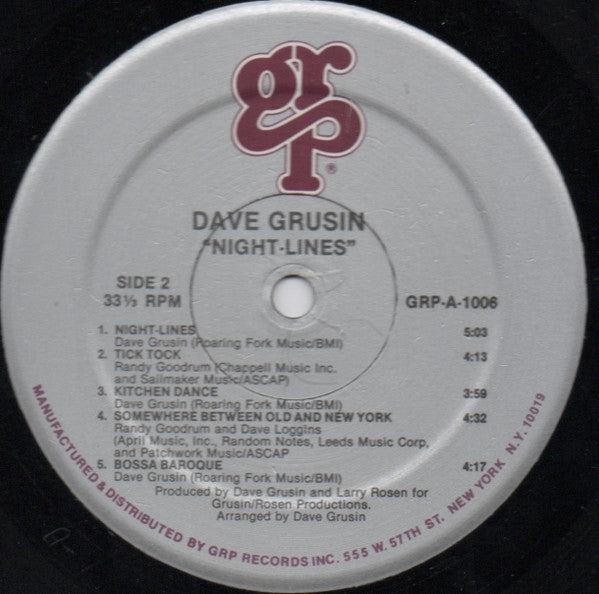 grp®
DAVE GRUSIN
"NIGHT-LINES"
SIDE 2
33⅓ RPM
GRP-A-1006
1. NIGHT-LINES 5:03
Dave Grusin (Roaring Fork Music/BMI)
2. TICK TOCK 4:13
Randy Goodrum (Chappell Music Inc.
and Sailmaker Music/ASCAP)
3. KITCHEN DANCE 3:59
Dave Grusin (Roaring Fork Music/BMI)
4. SOMEWHERE BETWEEN OLD AND NEW YORK 4:32
Randy Goodrum and Dave Loggins
(April Music, Inc., Random Notes, Leeds Music Corp,
and Patchwork Music/ASCAP
5. BOSSA BAROQUE 4:17
Dave Grusin (Roaring Fork Music/BMI)
Produced by Dave Grusin and Larry Rosen for
Grusin/Rosen Productions.
Arranged by Dave Grusin
MANUFACTURED & DISTRIBUTED BY GRP RECORDS INC. 555 W. 57TH ST. NEW YORK N.Y. 10019